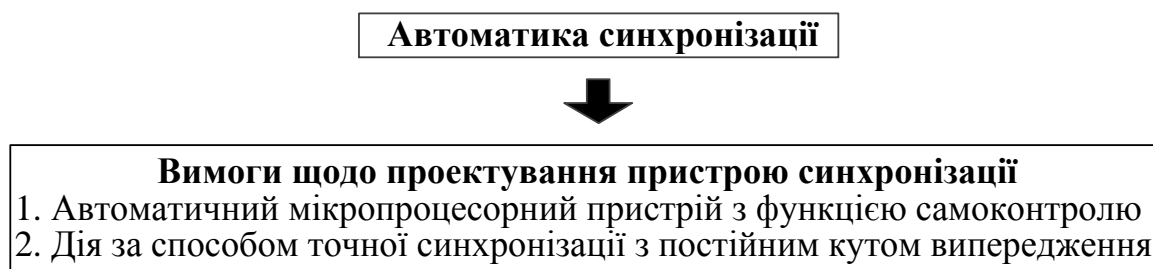 Автоматика синхронізації
Вимоги щодо проектування пристрою синхронізації
1. Автоматичний мікропроцесорний пристрій з функцією самоконтролю
2. Дія за способом точної синхронізації з постійним кутом випередження